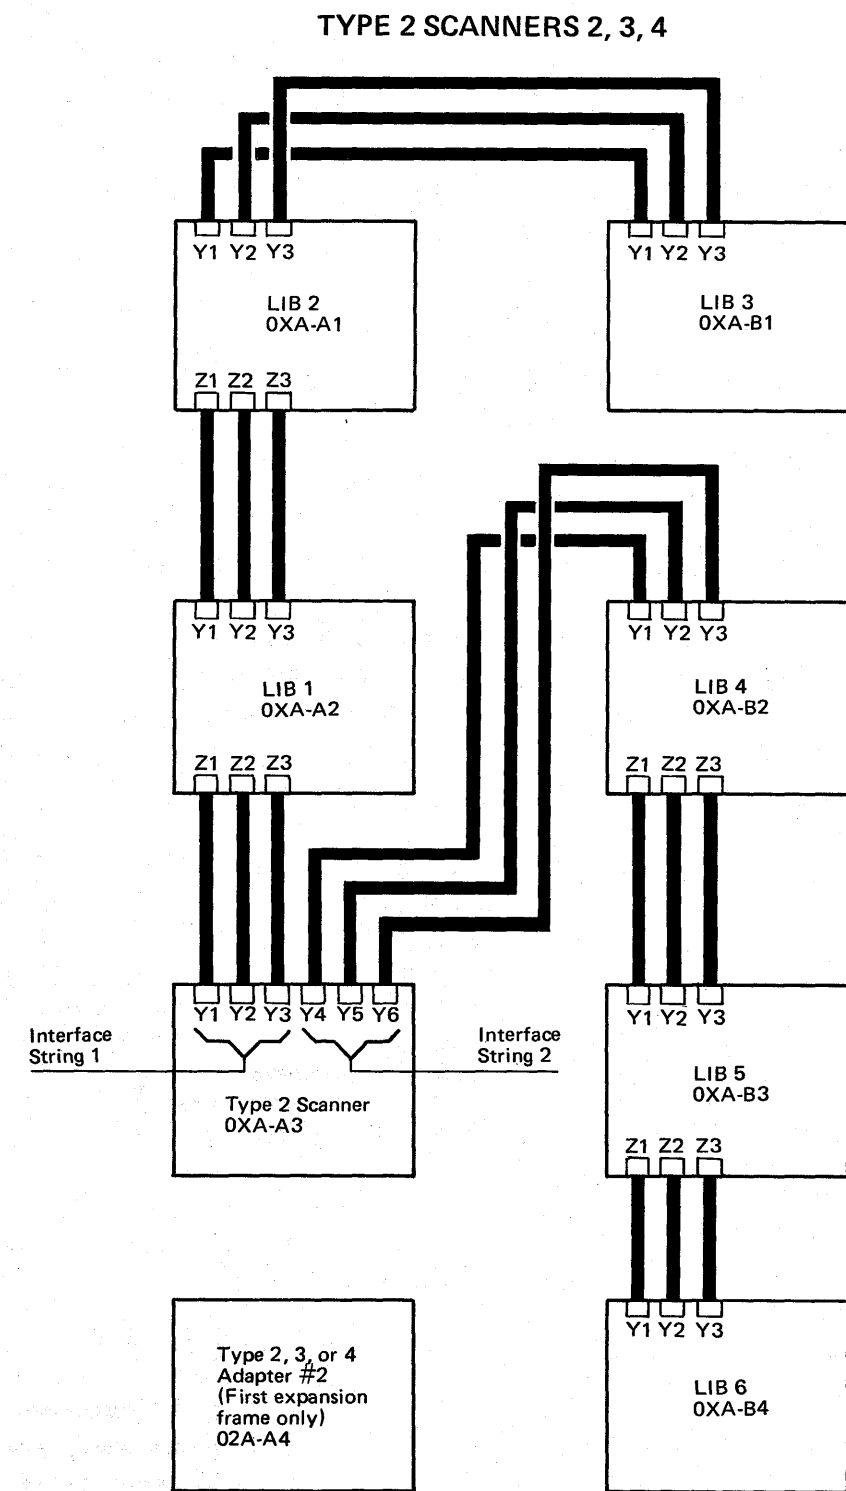 TYPE 2 SCANNERS 2, 3, 4
Y1 Y2 Y3
LIB 2
0XA-A1
Z1 Z2 Z3
Y1 Y2 Y3
LIB 3
0XA-B1
Y1 Y2 Y3
LIB 1
0XA-A2
Z1 Z2 Z3
Y1 Y2 Y3
LIB 4
0XA-B2
Z1 Z2 Z3
Y1 Y2 Y3 Y4 Y5 Y6
Interface
String 1
Interface
String 2
Type 2 Scanner
0XA-A3
Y1 Y2 Y3
LIB 5
0XA-B3
Z1 Z2 Z3
Type 2, 3, or 4
Adapter #2
(First expansion
frame only)
02A-A4
Y1 Y2 Y3
LIB 6
0XA-B4